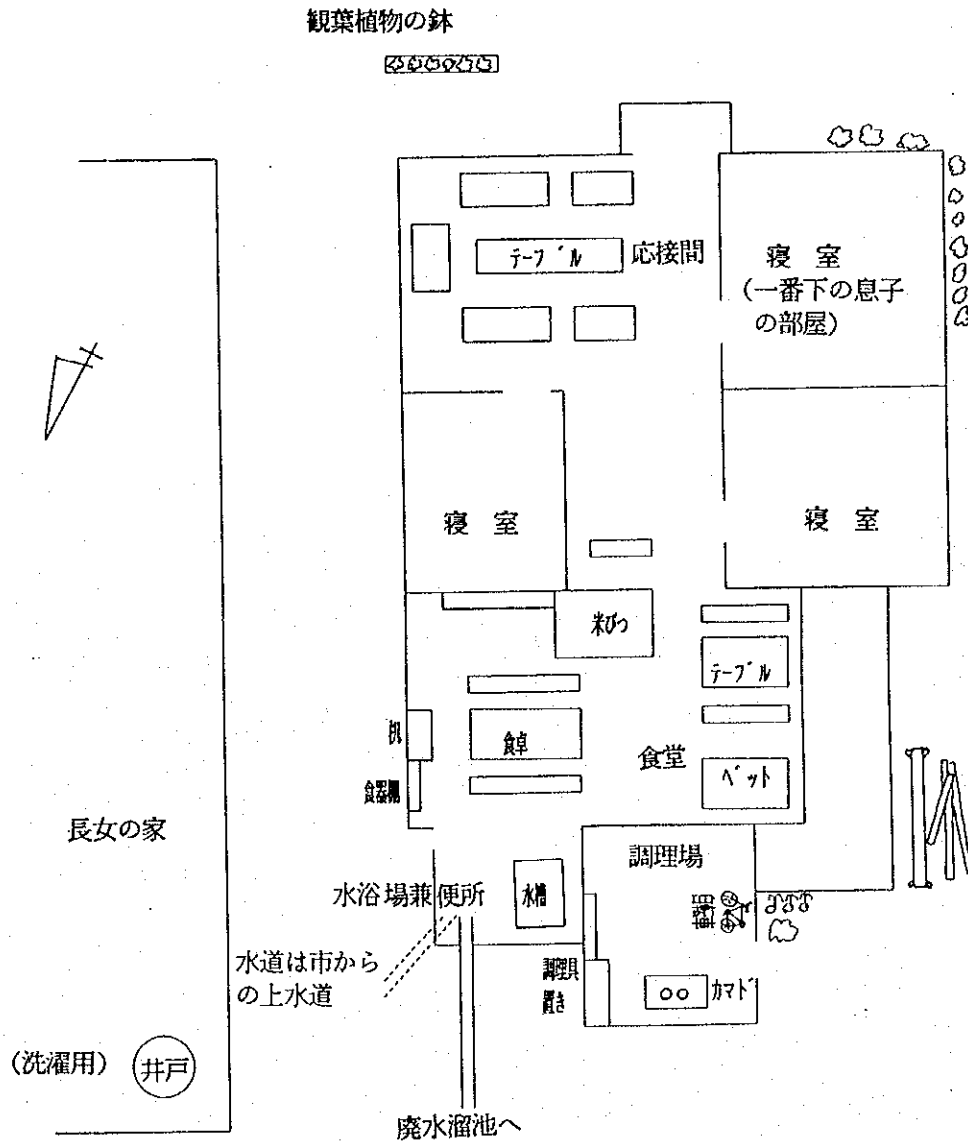 観葉植物の鉢
テーブル
応接間
寝室
(一番下の息子
の部屋)
寝室
寝室
米びつ
テーブル
机
食卓
食堂
ベット
食器棚
長女の家
調理場
水浴場兼便所
水槽
水道は市から
の上水道
調理具
置き
カマド
(洗濯用)
井戸
廃水溜池へ